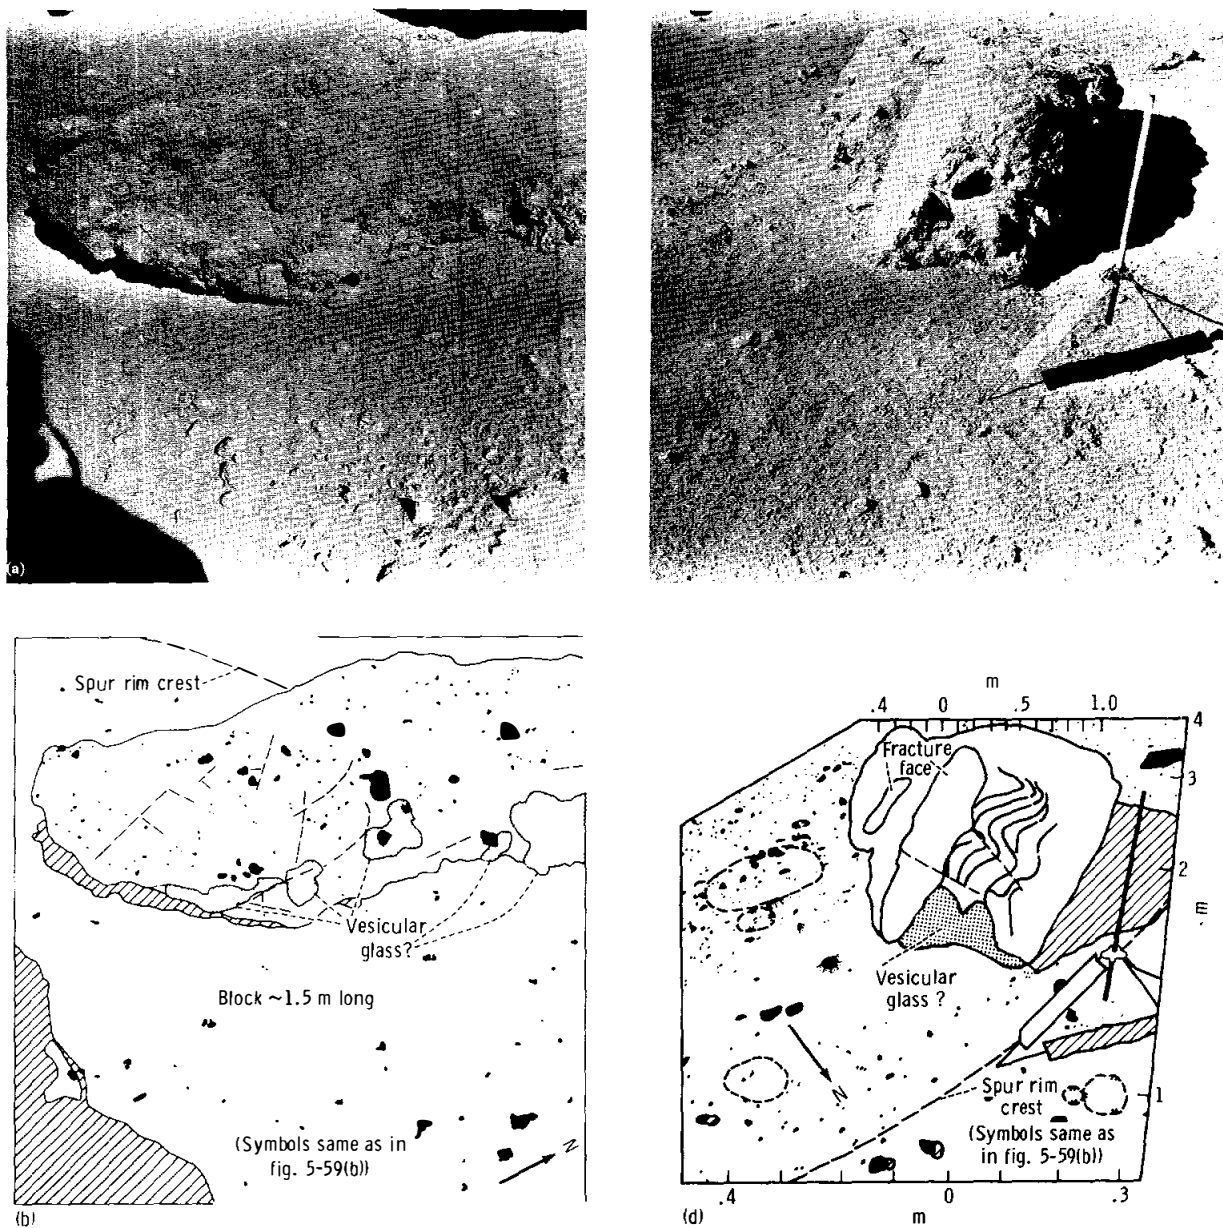 (a)
Spur rim crest
Vesicular
glass?
Block ~1.5 m long
(Symbols same as in
fig. 5-59(b))
N
(b)
m
.4 0 .5 1.0
4
Fracture
face
3
2
m
Vesicular
glass ?
N
Spur rim
crest
1
(Symbols same as
in fig. 5-59(b))
.4 0 .3
(d) m